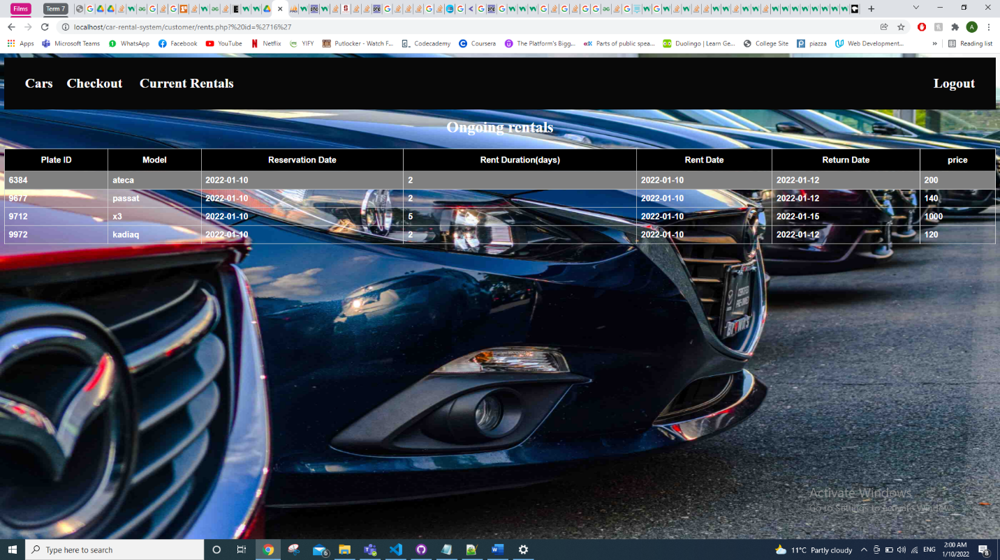 Films
Term 7
localhost/car-rental-system/customer/rents.php?%20id=%2716%27
A
Apps
Microsoft Teams
WhatsApp
Facebook
YouTube
Netflix
YIFY
Putlocker - Watch F...
Codecademy
Coursera
The Platform's Bigg...
Parts of public spea...
Duolingo | Learn Ge...
College Site
piazza
Web Development...
»
Reading list
Cars Checkout Current Rentals Logout
Ongoing rentals
Plate ID Model Reservation Date Rent Duration(days) Rent Date Return Date price
6384 ateca 2022-01-10 2 2022-01-10 2022-01-12 200
9677 passat 2022-01-10 2 2022-01-10 2022-01-12 140
9712 x3 2022-01-10 5 2022-01-10 2022-01-15 1000
9972 kadiaq 2022-01-10 2 2022-01-10 2022-01-12 120
CERTIFIED
PRE-OWNED
Activate Windows
Go to Settings to activate Windows.
Type here to search
6
11°C Partly cloudy
ENG
2:00 AM
1/10/2022
8